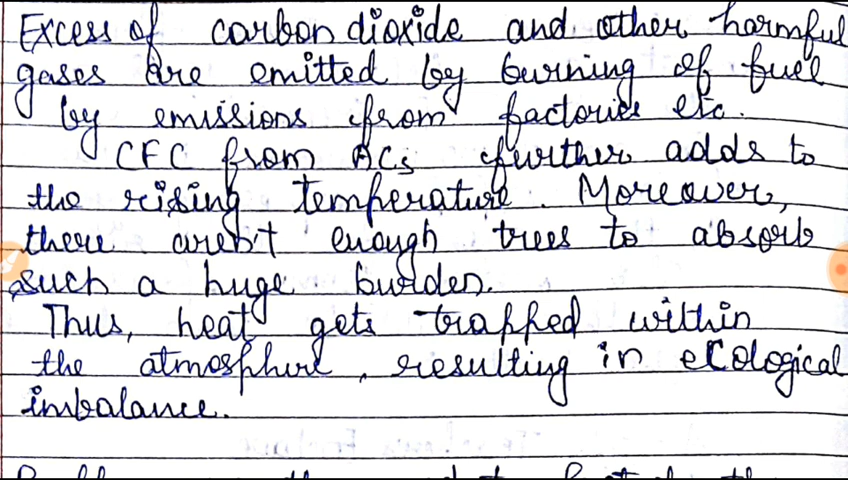 Excess of carbon dioxide and other harmful
gases are emitted by burning of fuel
by emissions from factories etc.
CFC from ACs further adds to
the rising temperature. Moreover,
there aren't enough trees to absorb
such a huge burden.
Thus, heat gets trapped within
the atmosphere, resulting in ecological
imbalance.